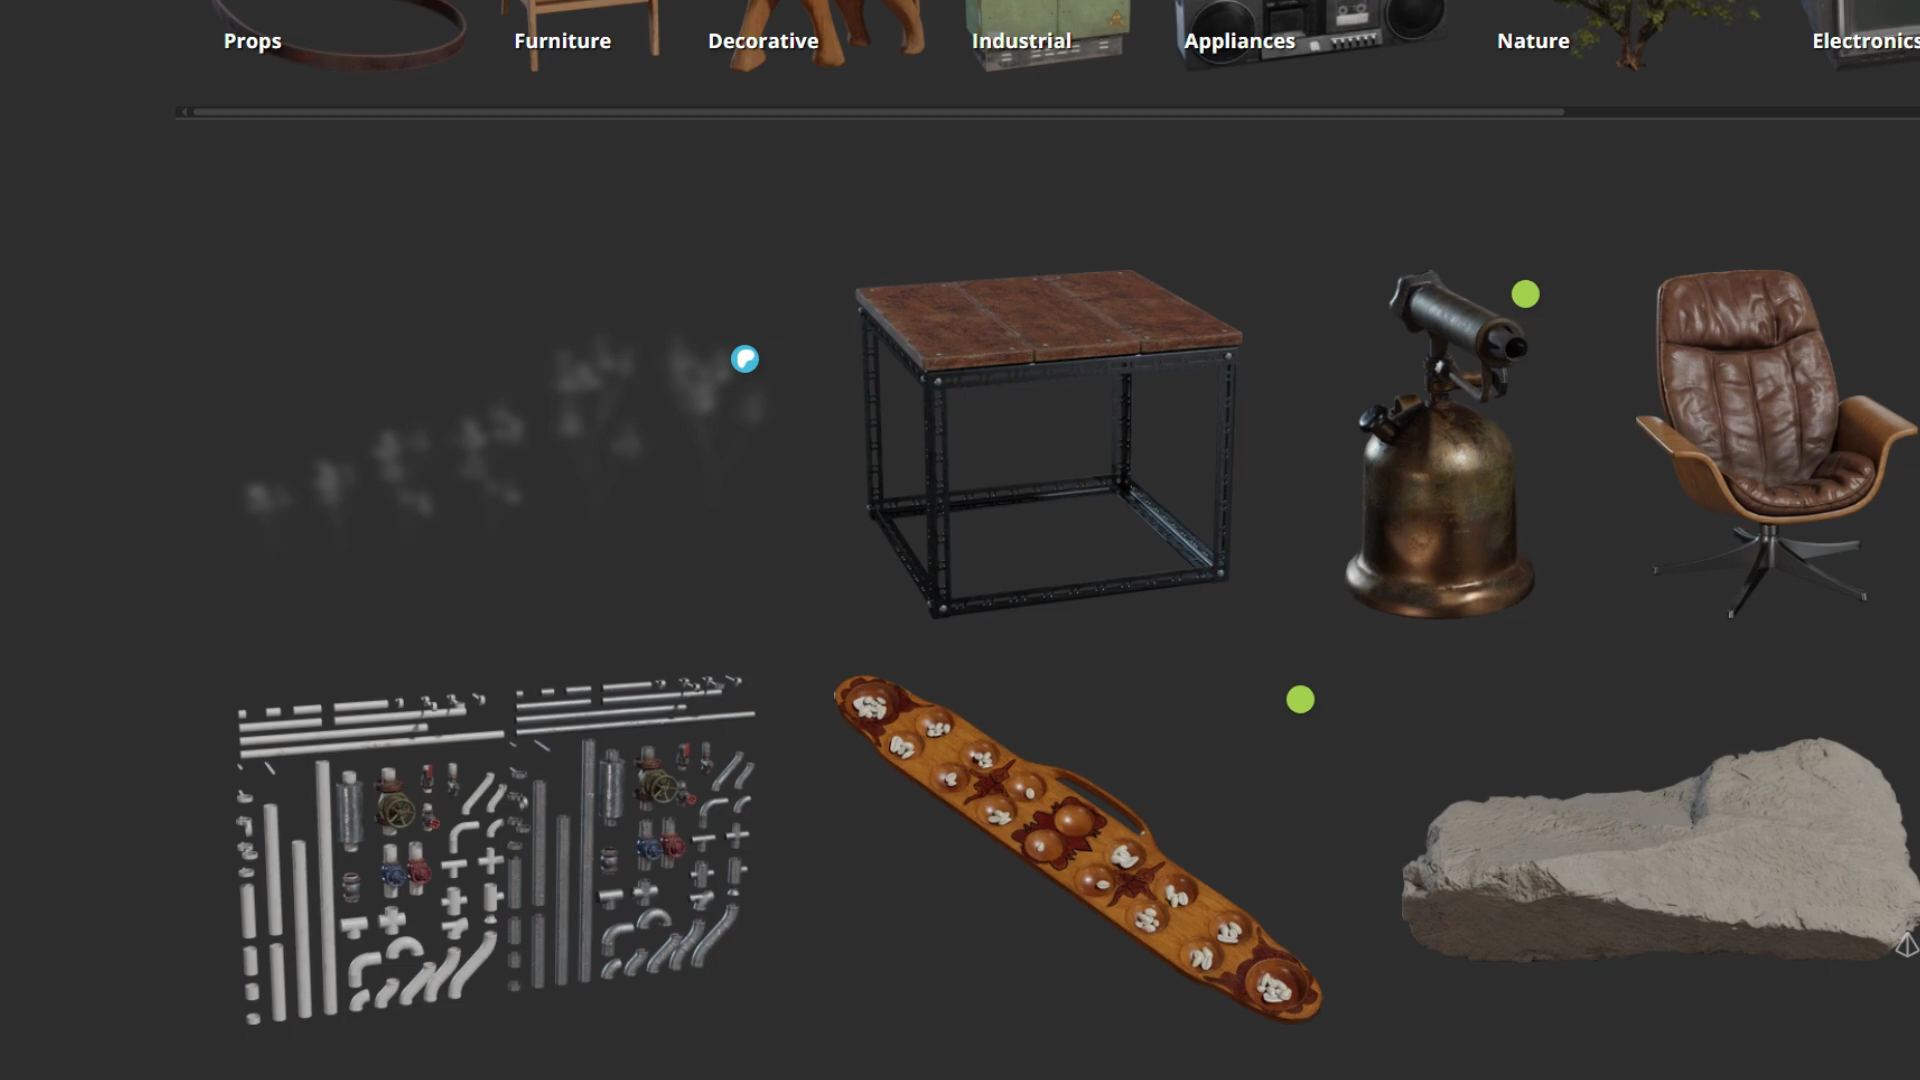 Props
Furniture
Decorative
Industrial
Appliances
Nature
Electronics